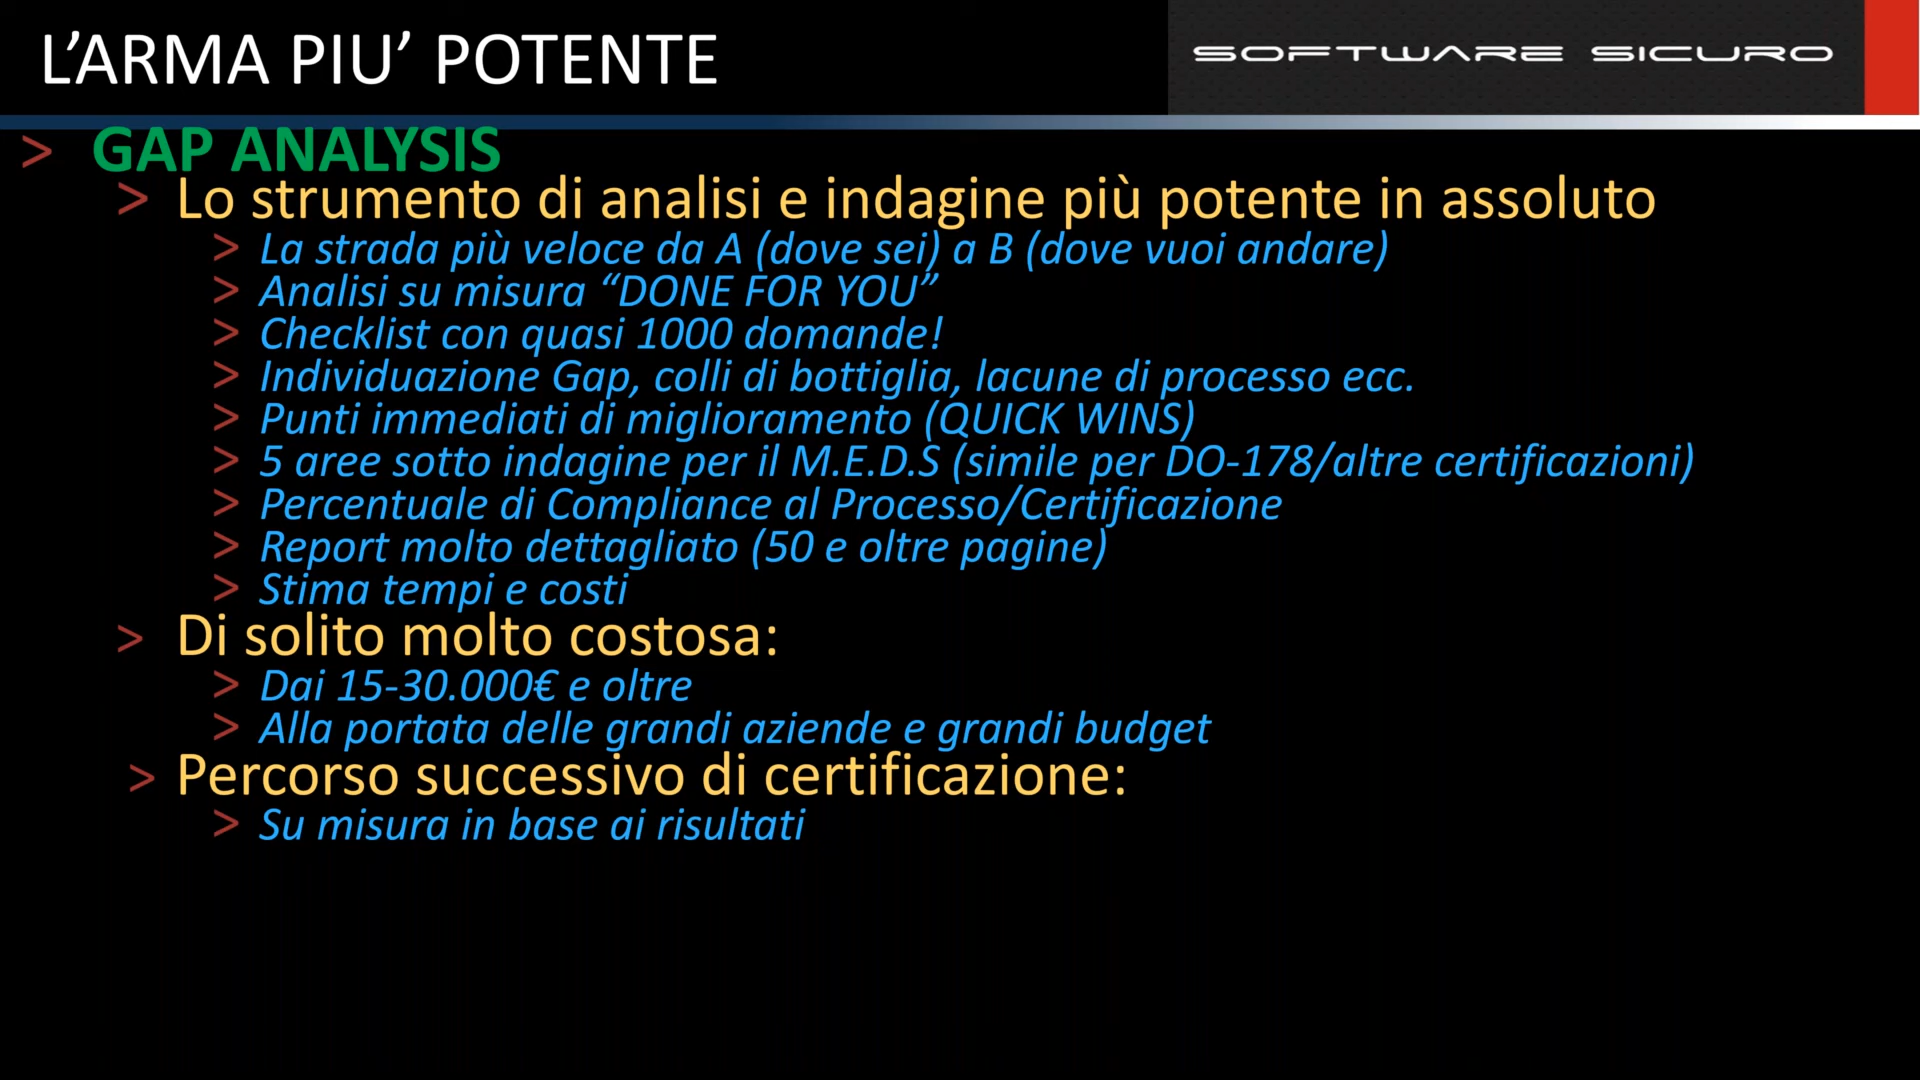 L’ARMA PIU’ POTENTE
SOFTWARE SICURO
> GAP ANALYSIS
> Lo strumento di analisi e indagine più potente in assoluto
> La strada più veloce da A (dove sei) a B (dove vuoi andare)
> Analisi su misura “DONE FOR YOU”
> Checklist con quasi 1000 domande!
> Individuazione Gap, colli di bottiglia, lacune di processo ecc.
> Punti immediati di miglioramento (QUICK WINS)
> 5 aree sotto indagine per il M.E.D.S (simile per DO-178/altre certificazioni)
> Percentuale di Compliance al Processo/Certificazione
> Report molto dettagliato (50 e oltre pagine)
> Stima tempi e costi
> Di solito molto costosa:
> Dai 15-30.000€ e oltre
> Alla portata delle grandi aziende e grandi budget
> Percorso successivo di certificazione:
> Su misura in base ai risultati